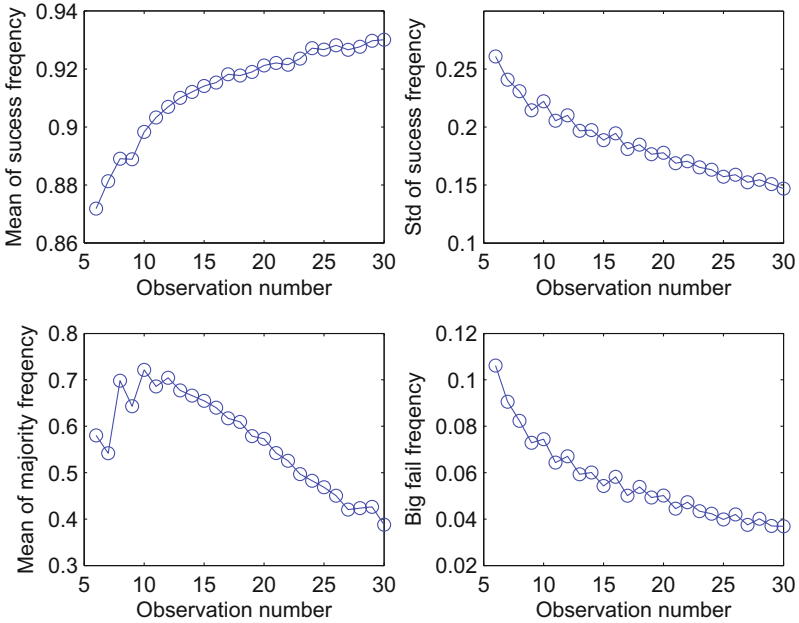 Mean of sucess freqency
0.94
0.92
0.9
0.88
0.86
5 10 15 20 25 30
Observation number
Std of sucess freqency
0.25
0.2
0.15
0.1
5 10 15 20 25 30
Observation number
Mean of majority freqency
0.8
0.7
0.6
0.5
0.4
0.3
5 10 15 20 25 30
Observation number
Big fail freqency
0.12
0.1
0.08
0.06
0.04
0.02
5 10 15 20 25 30
Observation number